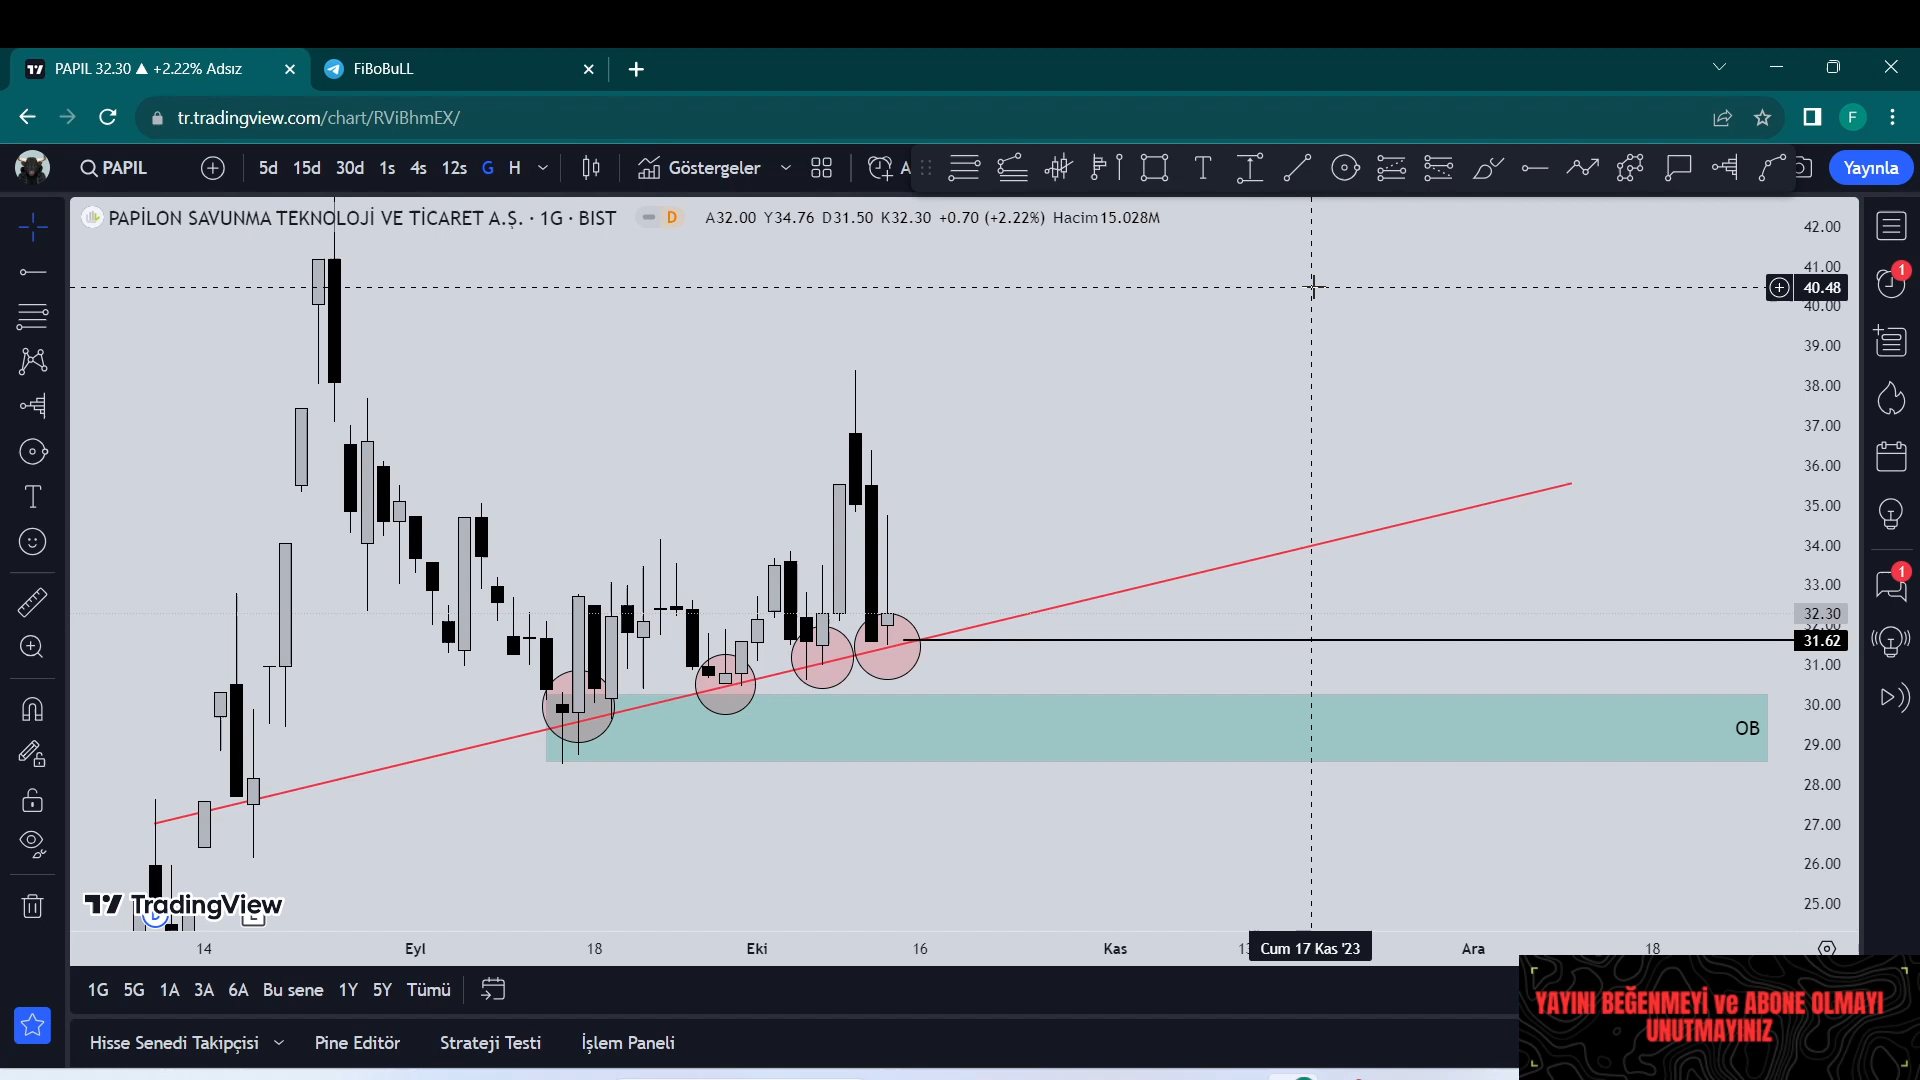 PAPIL 32.30 ▲ +2.22% Adsız
FiBoBuLL
tr.tradingview.com/chart/RViBhmEX/
F
PAPIL
5d 15d 30d 1s 4s 12s G H
Göstergeler
A
Yayınla
PAPİLON SAVUNMA TEKNOLOJİ VE TİCARET A.Ş. · 1G · BIST
D
A32.00 Y34.76 D31.50 K32.30 +0.70 (+2.22%) Hacim15.028M
42.00
41.00
40.48
40.00
39.00
38.00
37.00
36.00
35.00
34.00
33.00
32.30
32.00
31.62
31.00
30.00
29.00
28.00
27.00
26.00
25.00
1
1
OB
TradingView
14 Eyl 18 Eki 16 Kas 13 Cum 17 Kas '23 Ara 18
1G 5G 1A 3A 6A Bu sene 1Y 5Y Tümü
Hisse Senedi Takipçisi Pine Editör Strateji Testi İşlem Paneli
YAYINI BEĞENMEYİ ve ABONE OLMAYI
UNUTMAYINIZ